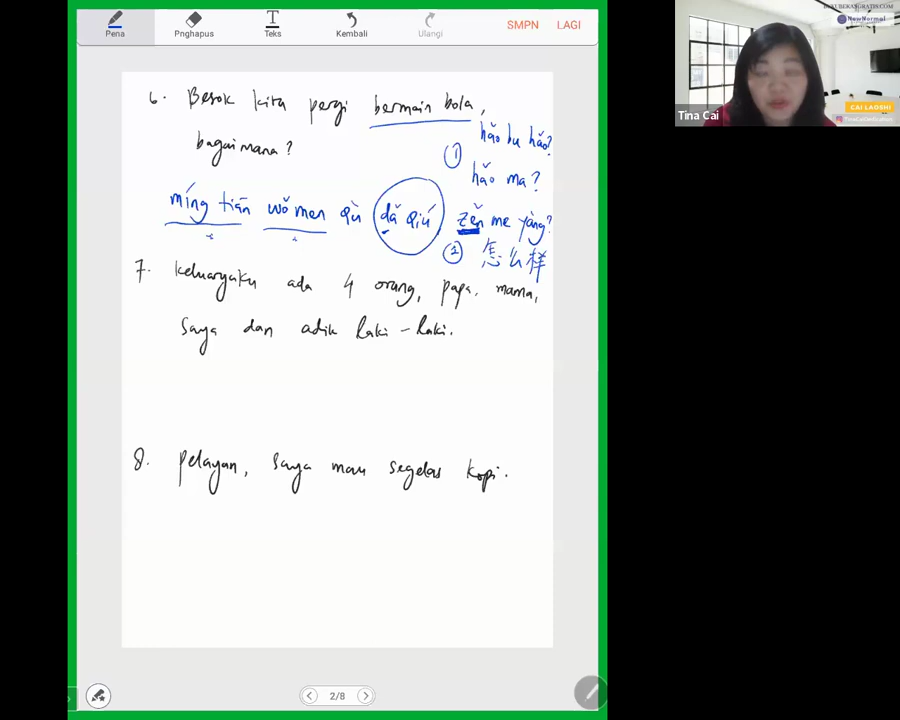 Pena
Pnghapus
Teks
Kembali
Ulangi
SMPN
LAGI
6. Besok kita pergi bermain bola,
bagaimana?
hǎo bu hǎo?
① hǎo ma?
míng tiān wǒ men qù dǎ qiú zěn me yàng?
② 怎么样
7. keluargaku ada 4 orang, papa, mama,
saya dan adik laki-laki.
8. pelayan, saya mau segelas kopi.
2/8
NewNormal
CAI LAOSHI
Tina Cai